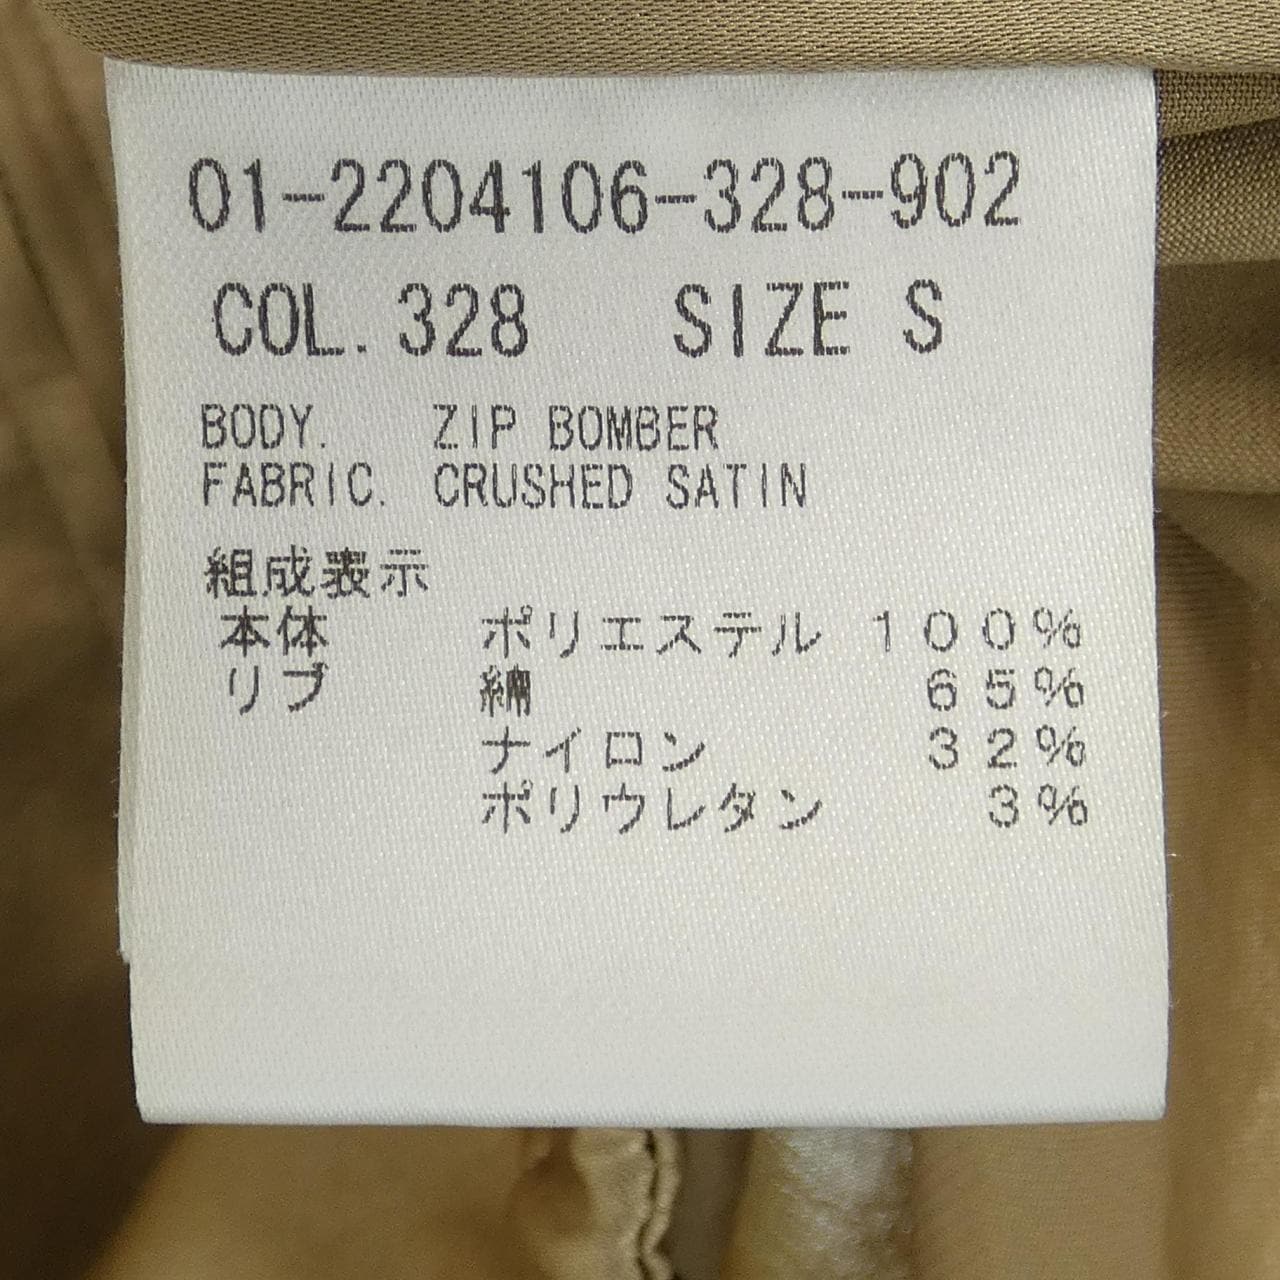 01-2204106-328-902
COL. 328 SIZE S
BODY. ZIP BOMBER
FABRIC. CRUSHED SATIN
組成表示
本体 ポリエステル 100%
リブ 綿 65%
ナイロン 32%
ポリウレタン 3%